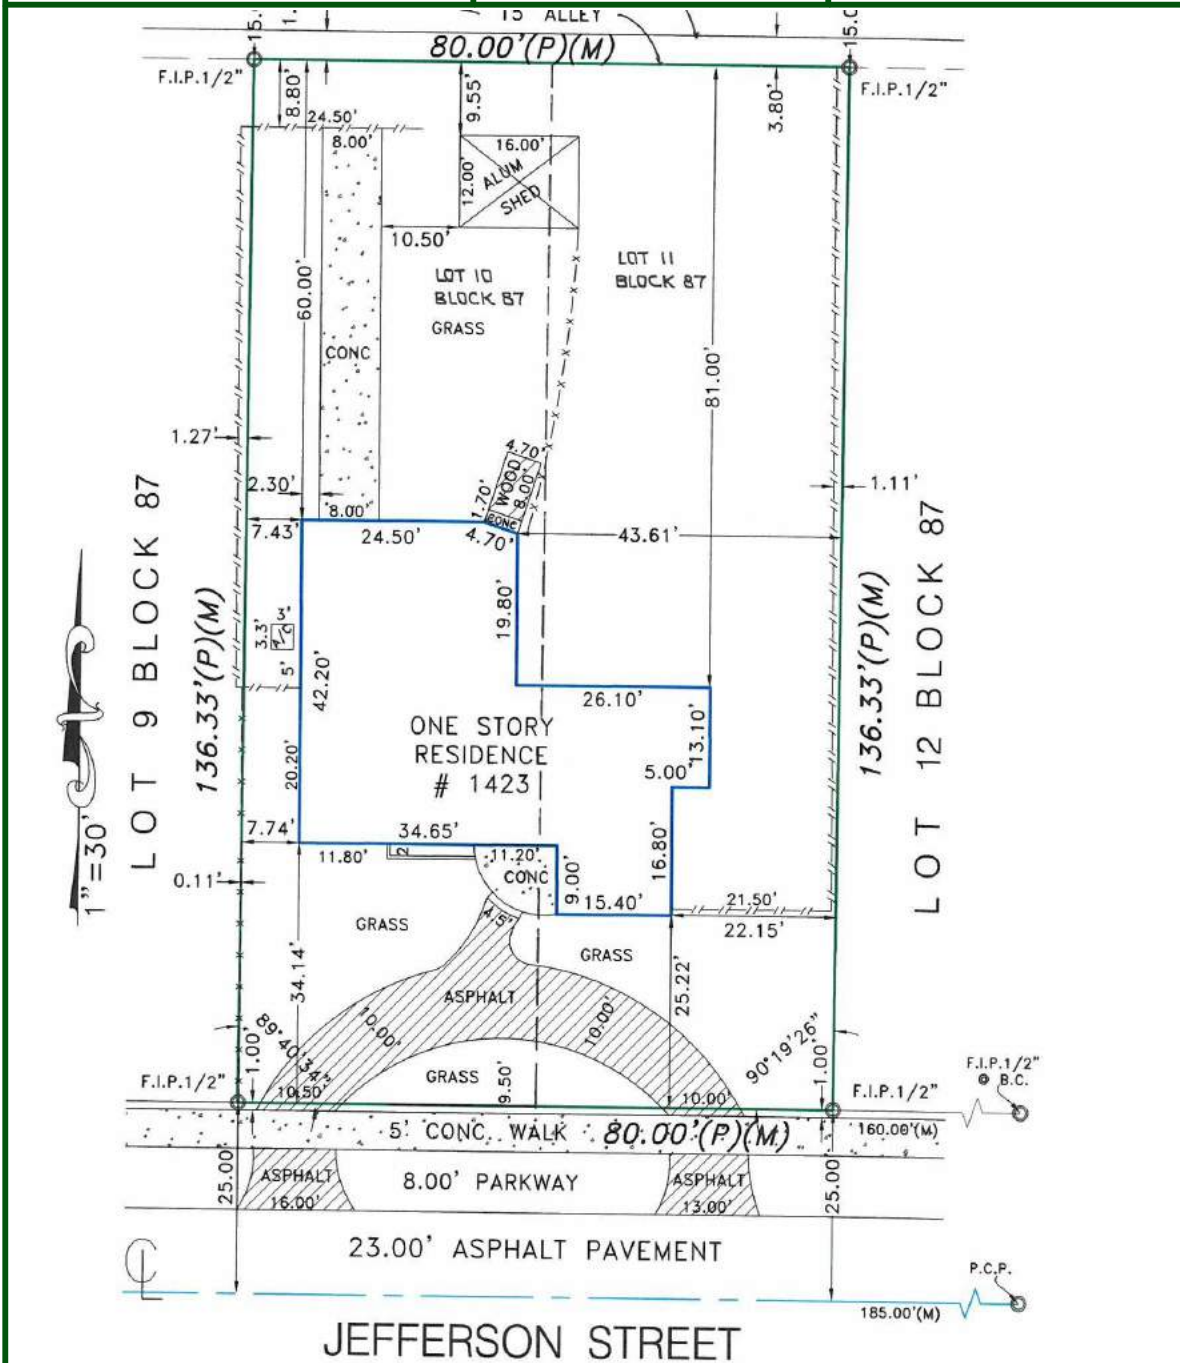 15' ALLEY
15.0
1.
15.0
80.00'(P)(M)
F.I.P.1/2"
F.I.P.1/2"
8.80'
9.55'
3.80'
24.50'
8.00'
16.00'
12.00'
ALUM
SHED
10.50'
LOT 10
BLOCK 87
LOT 11
BLOCK 87
GRASS
60.00'
CONC
81.00'
1.27'
4.70'
WOOD
8.00'
1.70'
CONC
2.30'
8.00'
1.11'
7.43'
24.50'
4.70'
43.61'
LOT 9 BLOCK 87
136.33'(P)(M)
3.3'
3'
A/C
5'
42.20'
19.80'
136.33'(P)(M)
LOT 12 BLOCK 87
26.10'
13.10'
ONE STORY
RESIDENCE
# 1423
5.00'
20.20'
7.74'
34.65'
16.80'
1"=30'
11.80'
2
11.20'
CONC
9.00'
0.11'
15.40'
21.50'
22.15'
GRASS
4.5'
GRASS
34.14'
25.22'
ASPHALT
10.00'
10.00'
89°40'34"
90°19'26"
1.00'
1.00'
GRASS
9.50'
F.I.P.1/2"
10.50'
10.00'
F.I.P.1/2"
F.I.P.1/2"
B.C.
5' CONC. WALK
80.00'(P)(M)
160.00'(M)
25.00'
ASPHALT
16.00'
8.00' PARKWAY
ASPHALT
13.00'
25.00'
23.00' ASPHALT PAVEMENT
CL
P.C.P.
185.00'(M)
JEFFERSON STREET